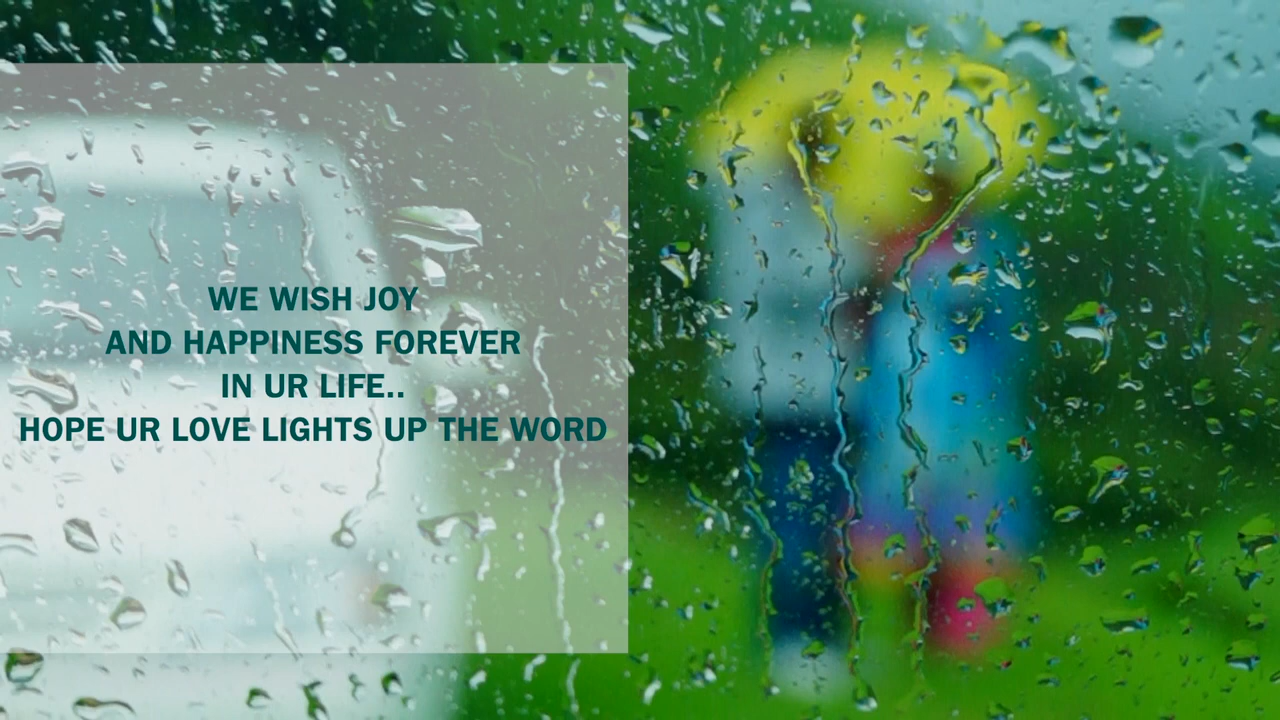 WE WISH JOY
AND HAPPINESS FOREVER
IN UR LIFE..
HOPE UR LOVE LIGHTS UP THE WORD